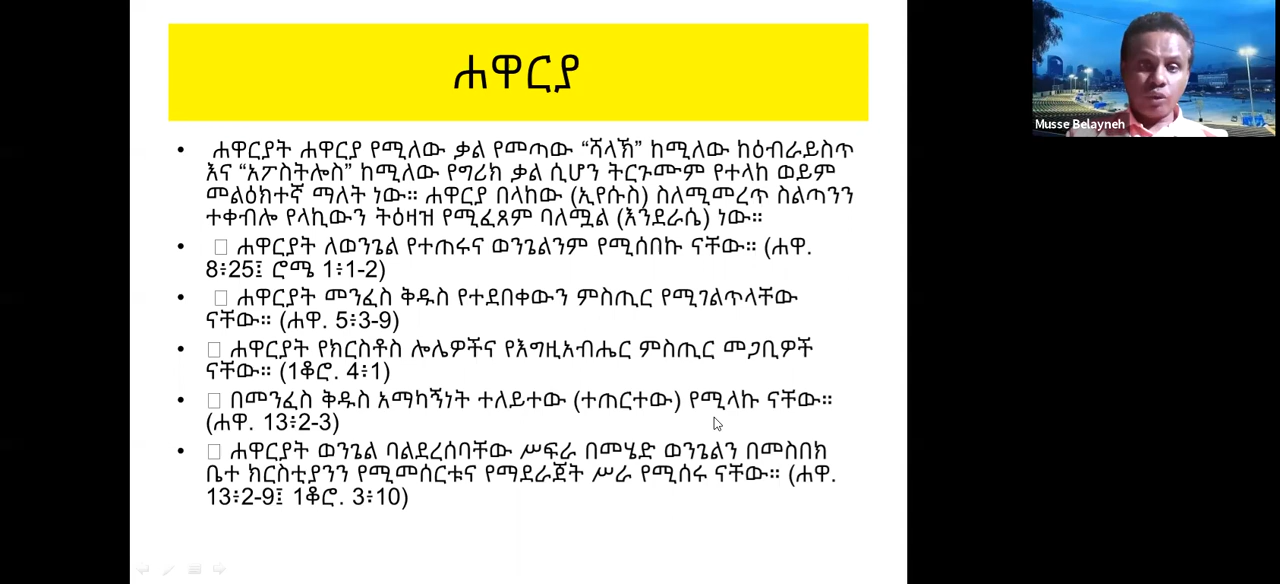 ሐዋርያ
• ሐዋርያት ሐዋርያ የሚለው ቃል የመጣው “ሻላኽ” ከሚለው ከዕብራይስጥ
እና “አፖስትሎስ” ከሚለው የግሪክ ቃል ሲሆን ትርጉሙም የተላከ ወይም
መልዕክተኛ ማለት ነው። ሐዋርያ በላከው (ኢየሱስ) ስለሚመረጥ ስልጣንን
ተቀብሎ የላኪውን ትዕዛዝ የሚፈጸም ባለሟል (እንደራሴ) ነው።
• □ ሐዋርያት ለወንጌል የተጠሩና ወንጌልንም የሚሰበኩ ናቸው። (ሐዋ.
8፥25፤ ሮሜ 1፥1-2)
• □ ሐዋርያት መንፈስ ቅዱስ የተደበቀውን ምስጢር የሚገልጥላቸው
ናቸው። (ሐዋ. 5፥3-9)
• □ ሐዋርያት የክርስቶስ ሎሌዎችና የእግዚአብሔር ምስጢር መጋቢዎች
ናቸው። (1ቆሮ. 4፥1)
• □ በመንፈስ ቅዱስ አማካኝነት ተለይተው (ተጠርተው) የሚላኩ ናቸው።
(ሐዋ. 13፥2-3)
• □ ሐዋርያት ወንጌል ባልደረሰባቸው ሥፍራ በመሄድ ወንጌልን በመስበክ
ቤተ ክርስቲያንን የሚመሰርቱና የማደራጀት ሥራ የሚሰሩ ናቸው። (ሐዋ.
13፥2-9፤ 1ቆሮ. 3፥10)
Musse Belayneh